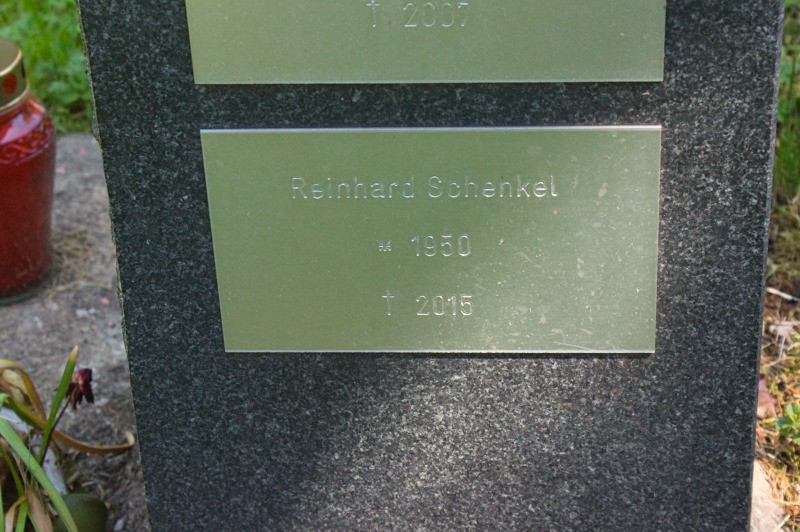 † 2007
Reinhard Schenkel
* 1950
† 2015